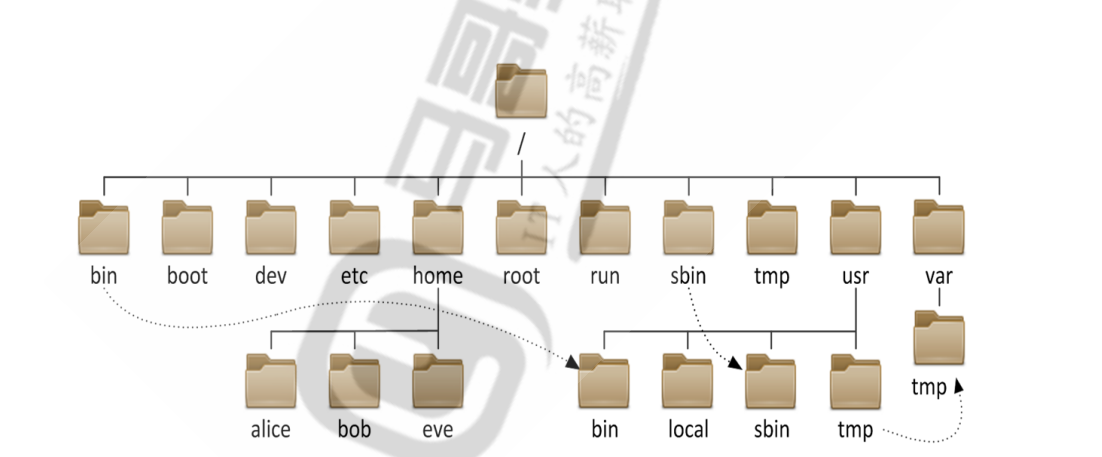 IT人的高薪
/
bin boot dev etc home root run sbin tmp usr var
tmp
alice bob eve bin local sbin tmp